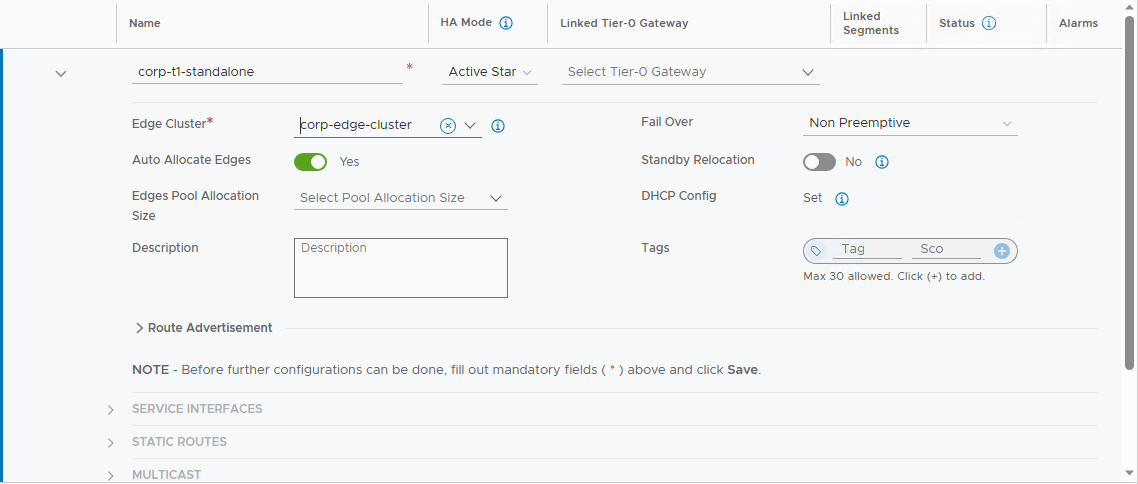 Name
HA Mode
Linked Tier-0 Gateway
Linked
Segments
Status
Alarms
corp-t1-standalone *
Active Star
Select Tier-0 Gateway
Edge Cluster*
corp-edge-cluster
Fail Over
Non Preemptive
Auto Allocate Edges
Yes
Standby Relocation
No
Edges Pool Allocation
Size
Select Pool Allocation Size
DHCP Config
Set
Description
Description
Tags
Tag
Sco
Max 30 allowed. Click (+) to add.
Route Advertisement
NOTE - Before further configurations can be done, fill out mandatory fields ( * ) above and click Save.
SERVICE INTERFACES
STATIC ROUTES
MULTICAST